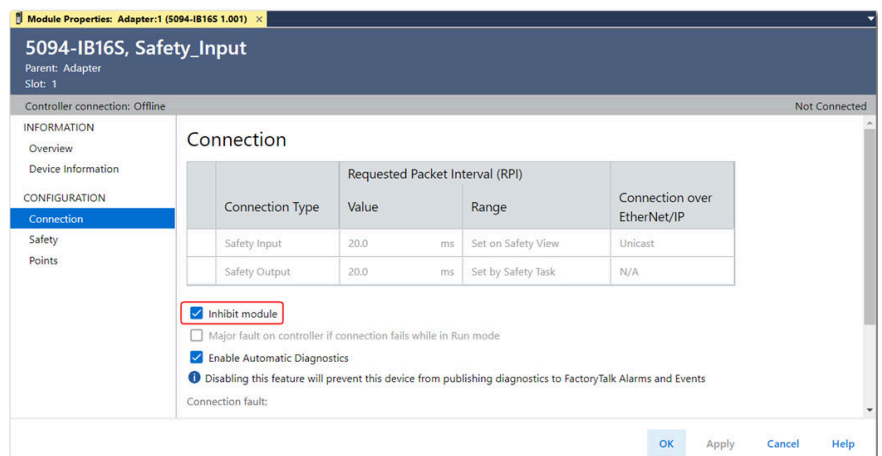 Module Properties: Adapter:1 (5094-IB16S 1.001) ×
5094-IB16S, Safety_Input
Parent: Adapter
Slot: 1
Controller connection: Offline
Not Connected
INFORMATION
Overview
Device Information
CONFIGURATION
Connection
Safety
Points
Connection
Requested Packet Interval (RPI)
Connection Type Value Range Connection over
EtherNet/IP
Safety Input 20.0 ms Set on Safety View Unicast
Safety Output 20.0 ms Set by Safety Task N/A
Inhibit module
Major fault on controller if connection fails while in Run mode
Enable Automatic Diagnostics
Disabling this feature will prevent this device from publishing diagnostics to FactoryTalk Alarms and Events
Connection fault:
OK Apply Cancel Help